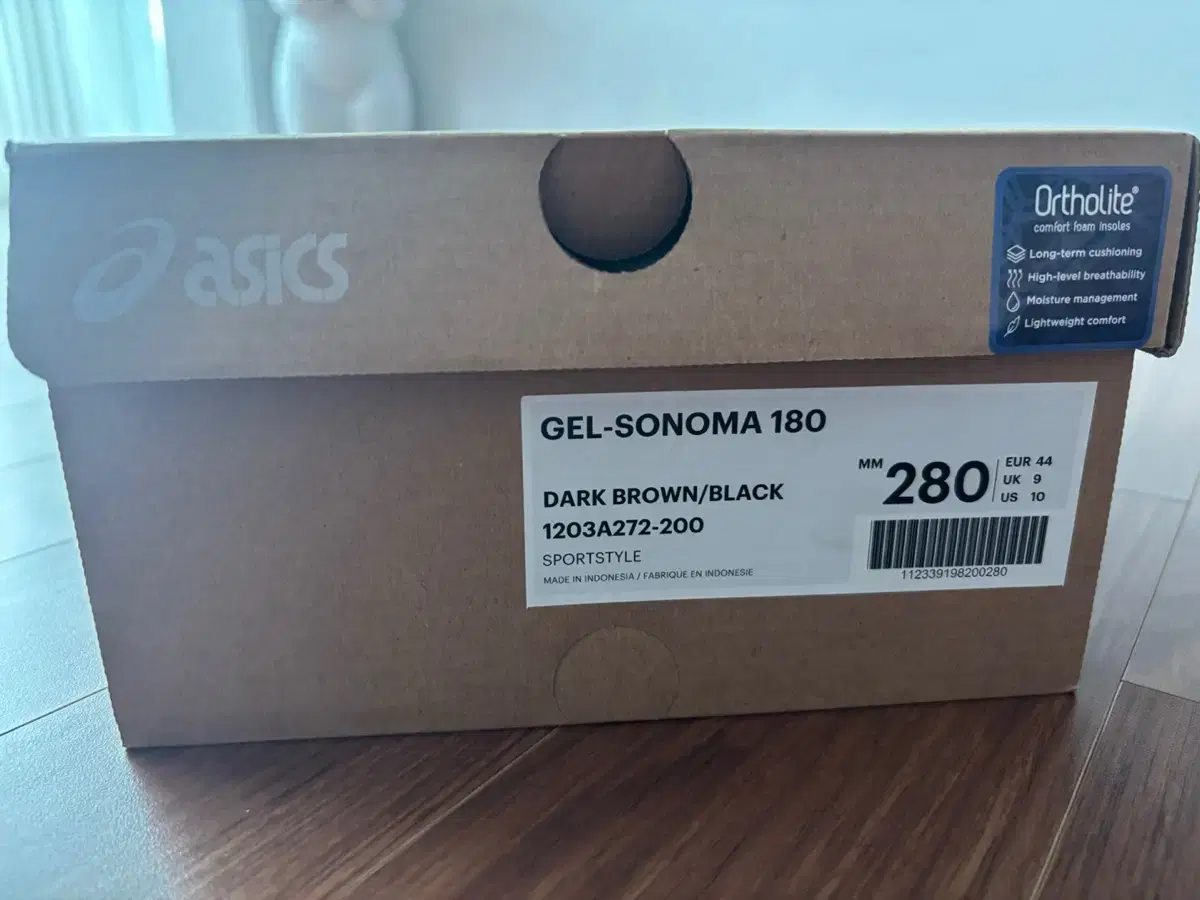 asics
Ortholite®
comfort foam insoles
Long-term cushioning
High-level breathability
Moisture management
Lightweight comfort
GEL-SONOMA 180
DARK BROWN/BLACK
1203A272-200
SPORTSTYLE
MADE IN INDONESIA / FABRIQUE EN INDONESIE
MM 280
EUR 44
UK 9
US 10
112339198200280